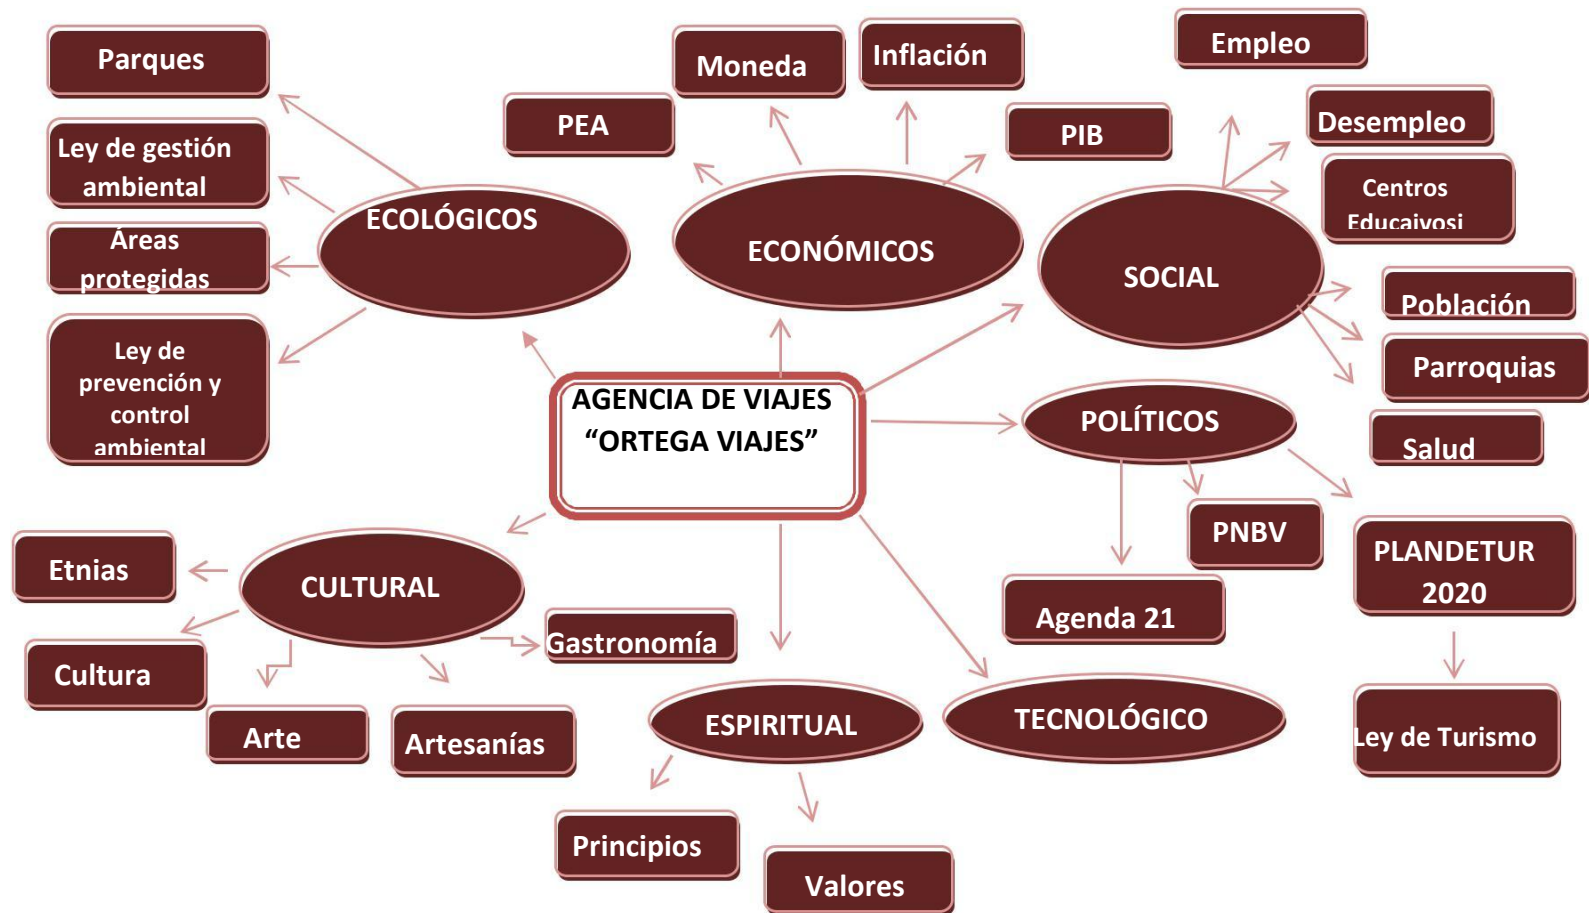 Parques
Ley de gestión
ambiental
Áreas
protegidas
Ley de
prevención y
control
ambiental
ECOLÓGICOS
PEA
Moneda
Inflación
PIB
ECONÓMICOS
Empleo
Desempleo
Centros
Educaivosi
SOCIAL
Población
Parroquias
Salud
AGENCIA DE VIAJES
“ORTEGA VIAJES”
POLÍTICOS
PNBV
PLANDETUR
2020
Agenda 21
Ley de Turismo
Etnias
CULTURAL
Cultura
Arte
Artesanías
Gastronomía
ESPIRITUAL
TECNOLÓGICO
Principios
Valores